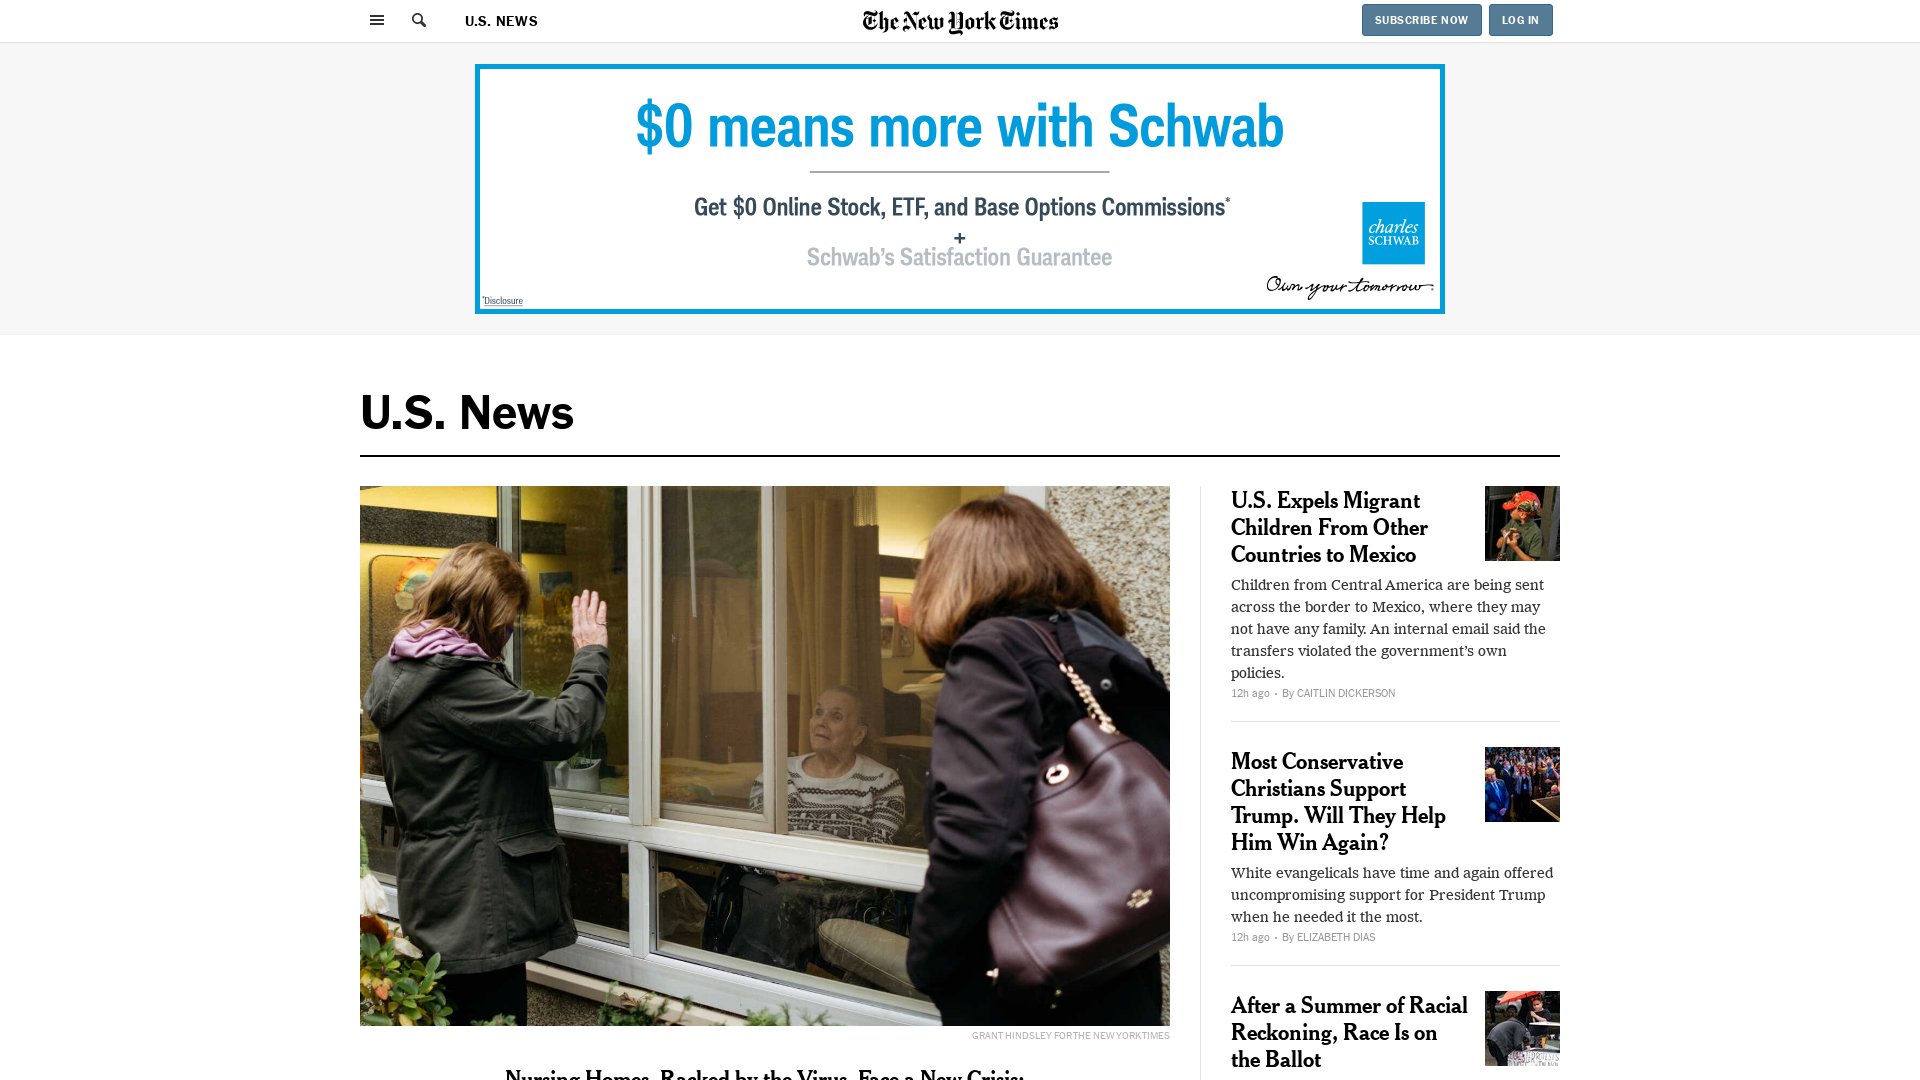 U.S. NEWS
The New York Times
SUBSCRIBE NOW
LOG IN
$0 means more with Schwab
Get $0 Online Stock, ETF, and Base Options Commissions*
+
Schwab's Satisfaction Guarantee
charles
SCHWAB
Own your tomorrow.
*Disclosure
U.S. News
GRANT HINDSLEY FOR THE NEW YORK TIMES
Nursing Homes, Racked by the Virus, Face a New Crisis:
U.S. Expels Migrant
Children From Other
Countries to Mexico
Children from Central America are being sent
across the border to Mexico, where they may
not have any family. An internal email said the
transfers violated the government's own
policies.
12h ago • By CAITLIN DICKERSON
Most Conservative
Christians Support
Trump. Will They Help
Him Win Again?
White evangelicals have time and again offered
uncompromising support for President Trump
when he needed it the most.
12h ago • By ELIZABETH DIAS
After a Summer of Racial
Reckoning, Race Is on
the Ballot